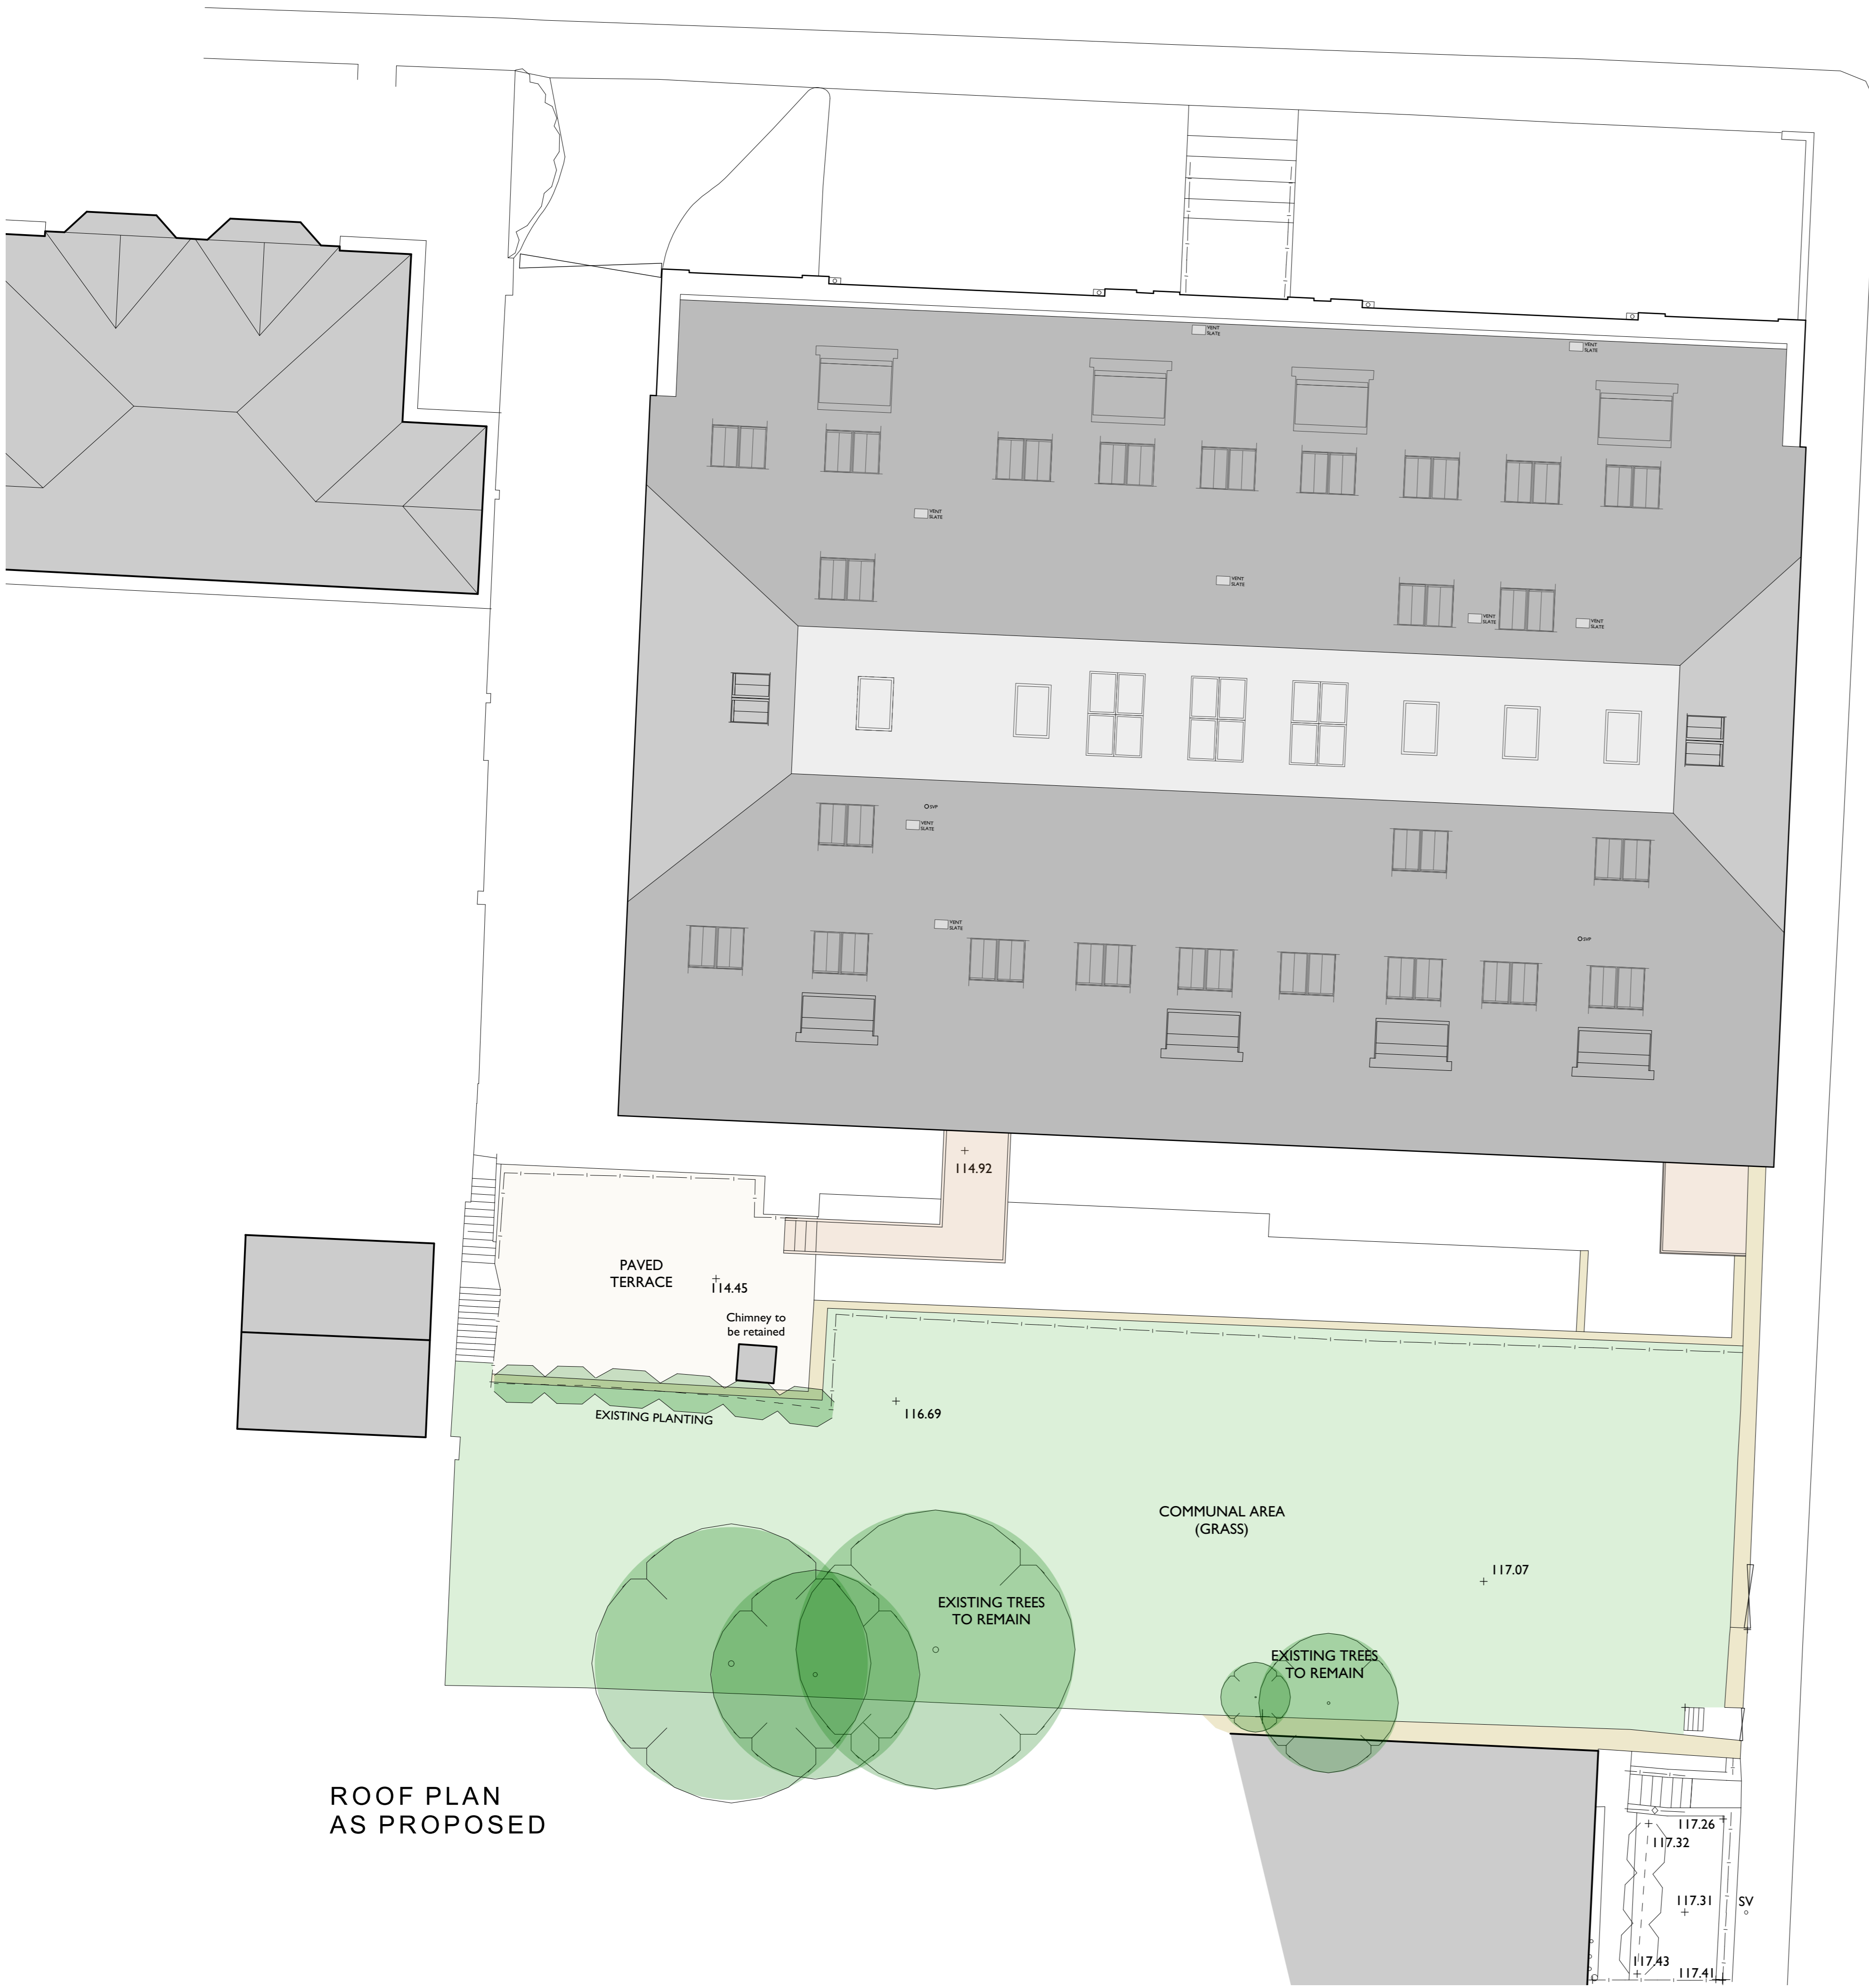 VENT
SLATE
VENT
SLATE
VENT
SLATE
VENT
SLATE
VENT
SLATE
VENT
SLATE
SVP
VENT
SLATE
VENT
SLATE
SVP
114.92
PAVED
TERRACE
114.45
Chimney to
be retained
EXISTING PLANTING
116.69
COMMUNAL AREA
(GRASS)
117.07
EXISTING TREES
TO REMAIN
EXISTING TREES
TO REMAIN
ROOF PLAN
AS PROPOSED
117.26
117.32
117.31
SV
117.43
117.41